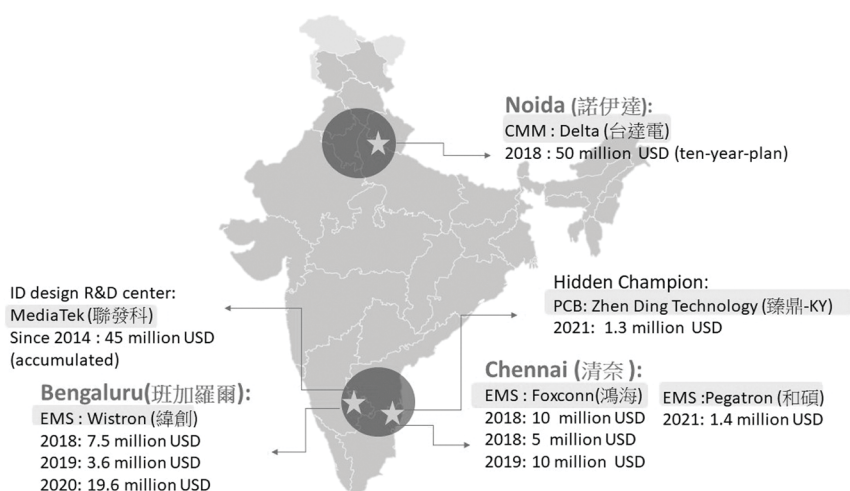 Noida (諾伊達):
CMM : Delta (台達電)
2018 : 50 million USD (ten-year-plan)
ID design R&D center:
MediaTek (聯發科)
Since 2014 : 45 million USD
(accumulated)
Hidden Champion:
PCB: Zhen Ding Technology (臻鼎-KY)
2021: 1.3 million USD
Bengaluru(班加羅爾):
EMS : Wistron (緯創)
2018: 7.5 million USD
2019: 3.6 million USD
2020: 19.6 million USD
Chennai (清奈 ):
EMS : Foxconn(鴻海)
2018: 10 million USD
2018: 5 million USD
2019: 10 million USD
EMS :Pegatron (和碩)
2021: 1.4 million USD